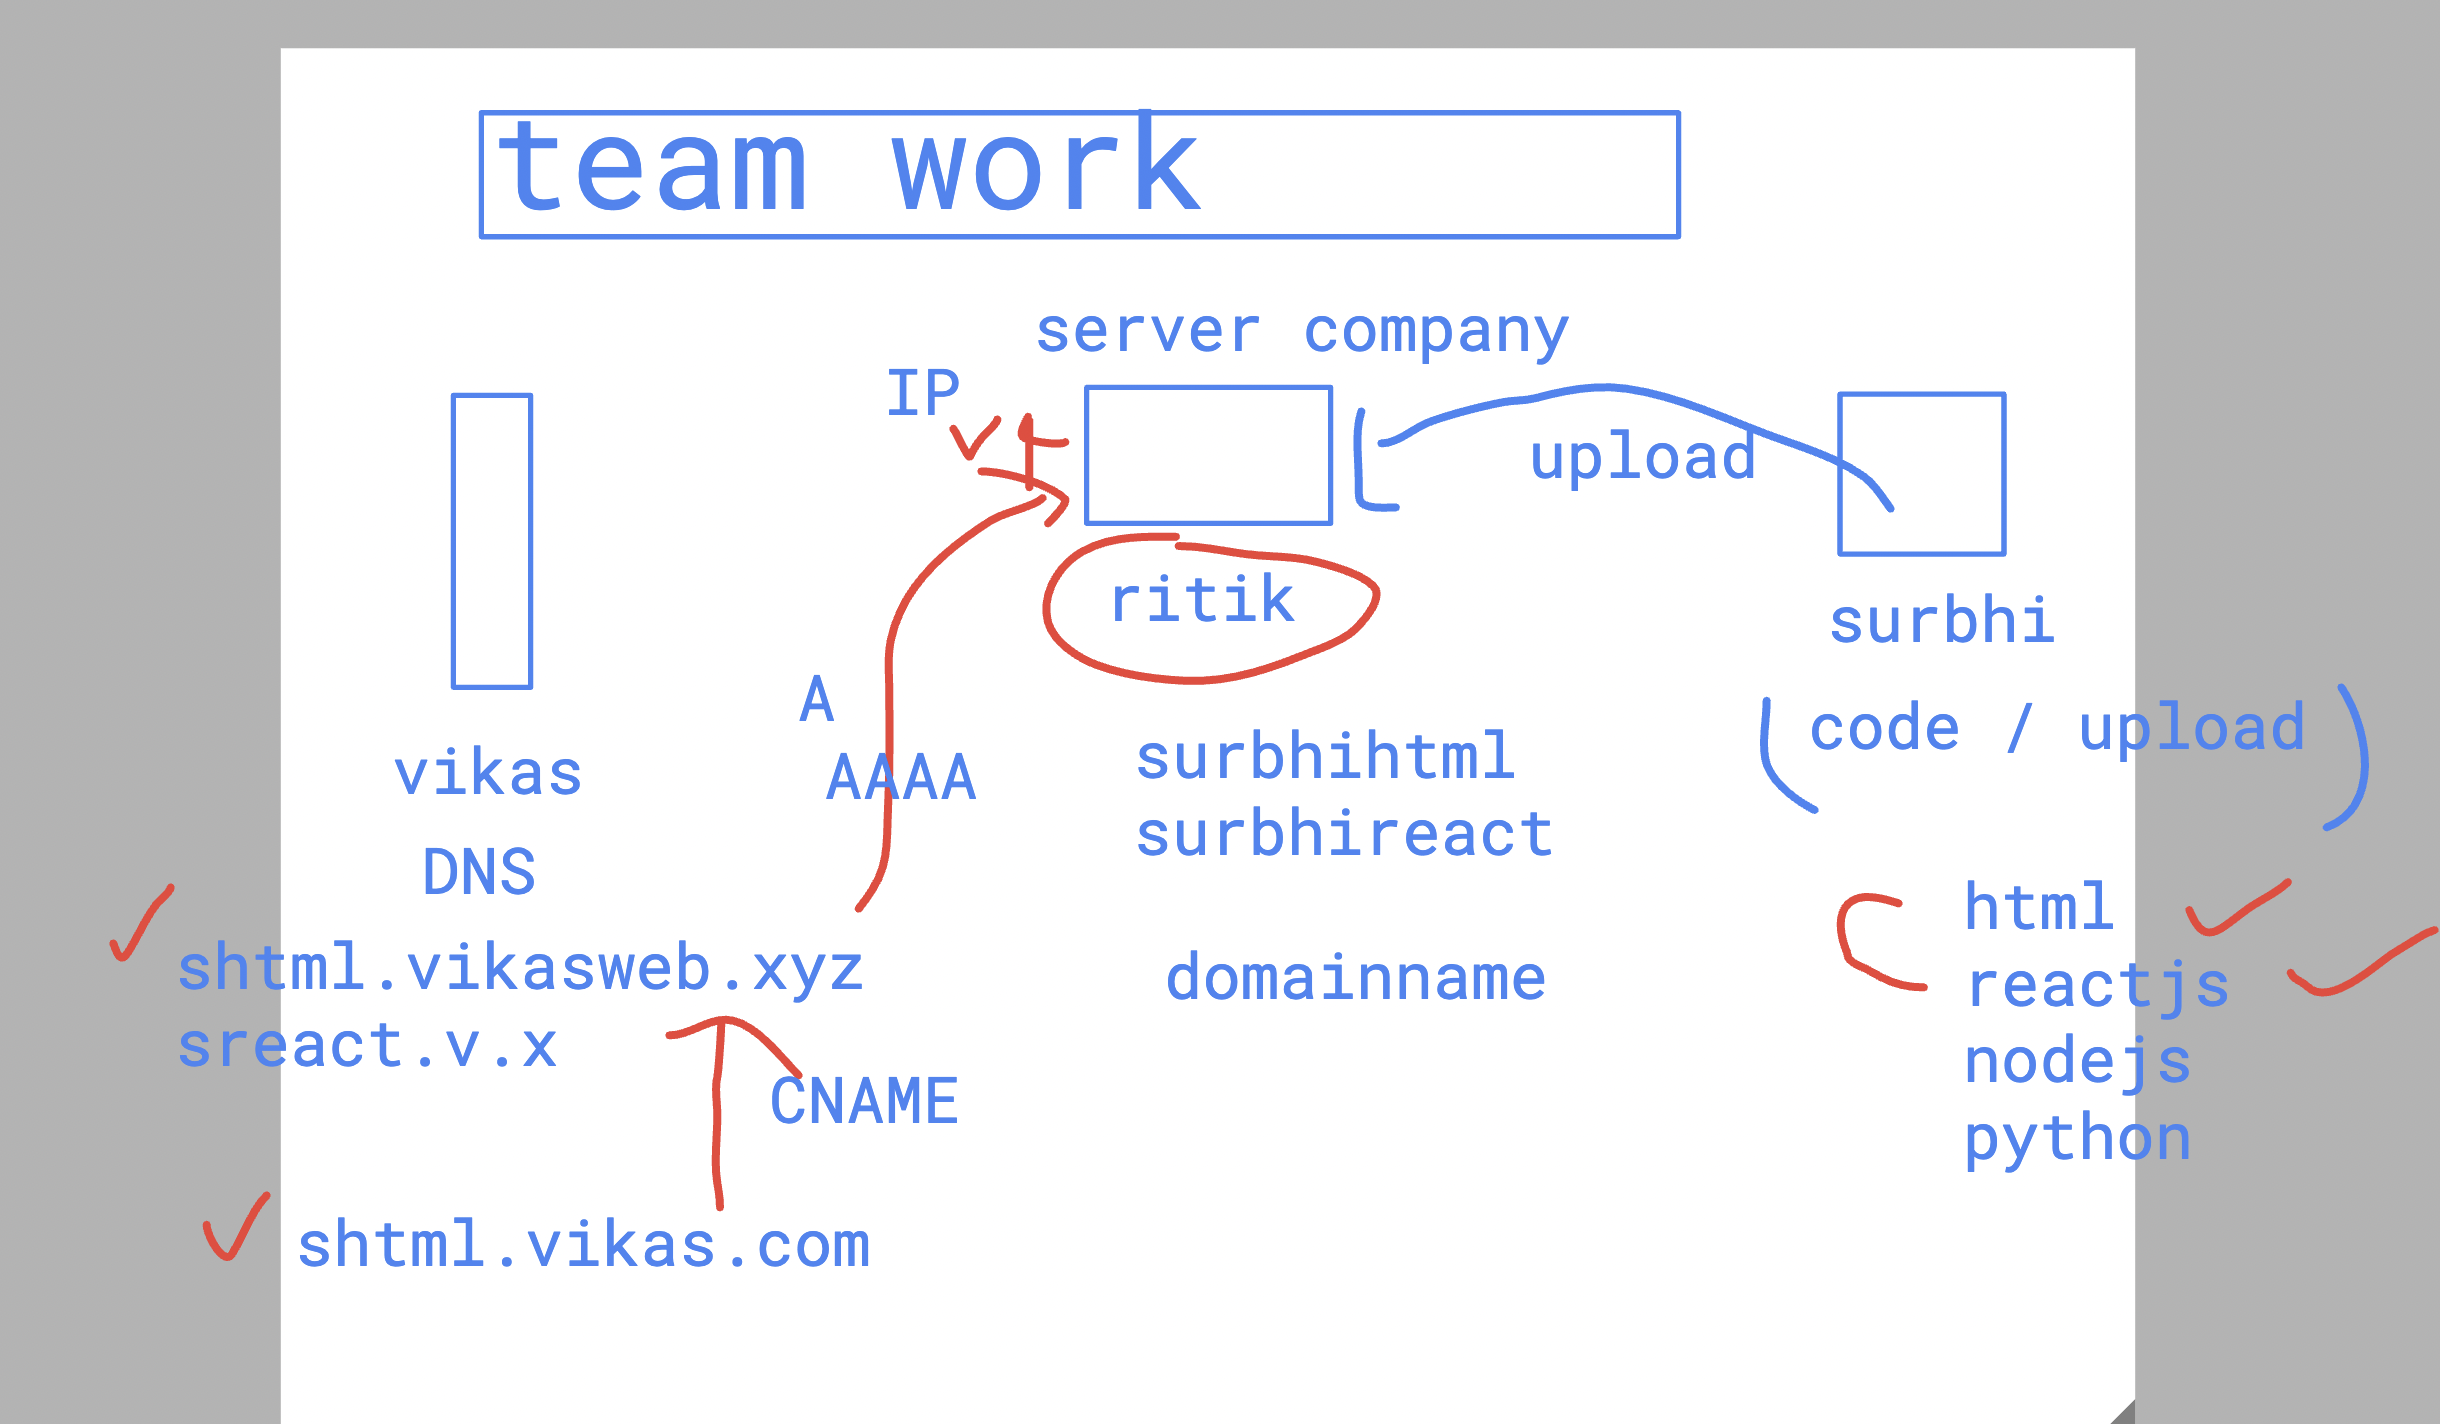 team work
server company
IP
upload
ritik
surbhi
A
code / upload
AAAA
surbhihtml
vikas
surbhireact
DNS
html
shtml.vikasweb.xyz
domainname
reactjs
sreact.v.x
nodejs
CNAME
python
shtml.vikas.com